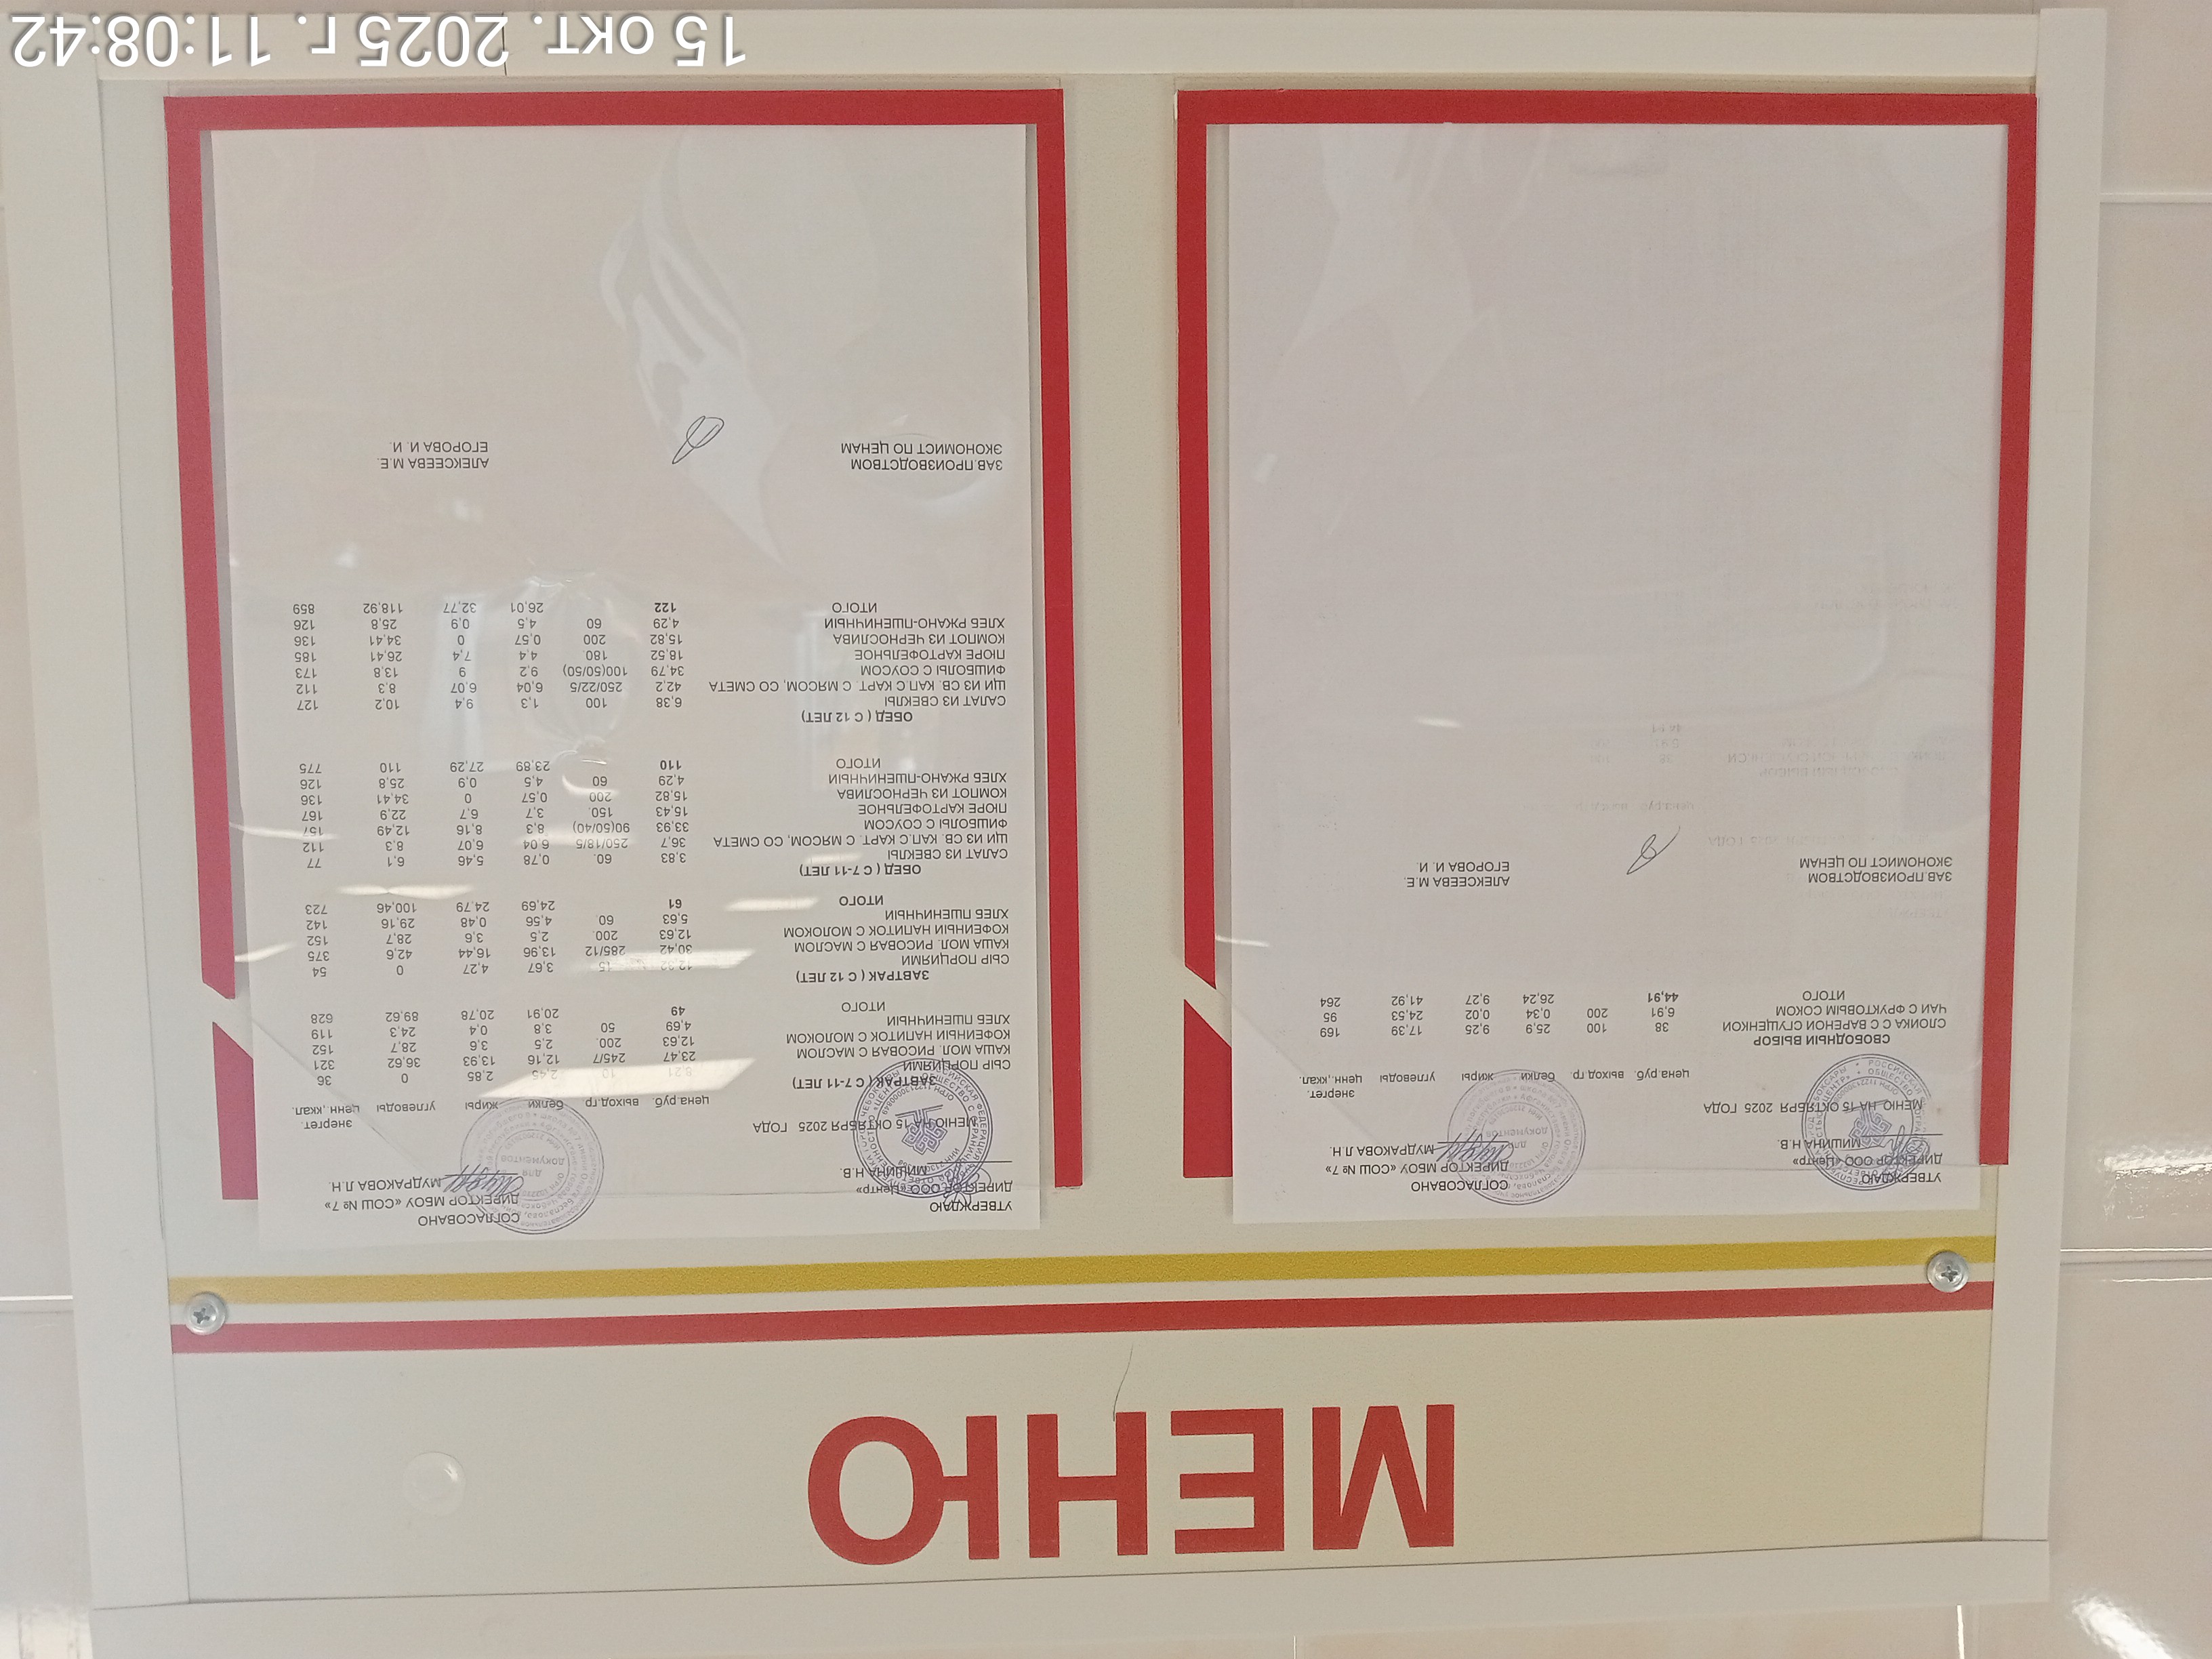 МЕНЮ
УТВЕРЖДАЮ СОГЛАСОВАНО
ДИРЕКТОР ООО «Центр» ДИРЕКТОР МБОУ «СОШ № 7»
МИШИНА Н.В. МУДРАКОВА Л.Н
МЕНЮ НА 15 ОКТЯБРЯ 2025 ГОДА
цена руб. выход гр белки жиры углеводы энергет. ценн ,ккал.
СВОБОДНЫЙ ВЫБОР
СЛОЙКА С ВАРЕНОЙ СГУЩЕНКОЙ 38 100 25,9 9,25 17,39 169
ЧАЙ С ФРУКТОВЫМ СОКОМ 6,91 200 0,34 0,02 24,53 95
ИТОГО 44,91 26,24 9,27 41,92 264
ЗАВ.ПРОИЗВОДСТВОМ АЛЕКСЕЕВА М.Е.
ЭКОНОМИСТ ПО ЦЕНАМ ЕГОРОВА И. И.
УТВЕРЖДАЮ СОГЛАСОВАНО
ДИРЕКТОР ООО «Центр» ДИРЕКТОР МБОУ «СОШ № 7»
МИШИНА Н.В МУДРАКОВА Л.Н.
МЕНЮ НА 15 ОКТЯБРЯ 2025 ГОДА
цена руб. выход гр белки жиры углеводы энергет. ценн ,ккал.
ЗАВТРАК ( С 7-11 ЛЕТ)
СЫР ПОРЦИЯМИ 8,21 10 2,45 2,85 0 36
КАША МОЛ. РИСОВАЯ С МАСЛОМ 23,47 245/7 12,16 13,93 36,62 321
КОФЕЙНЫЙ НАПИТОК С МОЛОКОМ 12,63 200. 2,5 3,6 28,7 152
ХЛЕБ ПШЕНИЧНЫЙ 4,69 50 3,8 0,4 24,3 119
ИТОГО 49 20,91 20,78 89,62 628
ЗАВТРАК ( С 12 ЛЕТ)
СЫР ПОРЦИЯМИ 12,32 15 3,67 4,27 0 54
КАША МОЛ. РИСОВАЯ С МАСЛОМ 30,42 285/12 13,96 16,44 42,6 375
КОФЕЙНЫЙ НАПИТОК С МОЛОКОМ 12,63 200. 2,5 3,6 28,7 152
ХЛЕБ ПШЕНИЧНЫЙ 5,63 60. 4,56 0,48 29,16 142
ИТОГО 61 24,69 24,79 100,46 723
ОБЕД ( С 7-11 ЛЕТ)
САЛАТ ИЗ СВЕКЛЫ 3,83 60. 0,78 5,46 6,1 77
ЩИ ИЗ СВ. КАП.С КАРТ. С МЯСОМ, СО СМЕТА 36,7 250/18/5 6,04 6,07 8,3 112
ФИШБОЛЫ С СОУСОМ 33,93 90(50/40) 8,3 8,16 12,49 157
ПЮРЕ КАРТОФЕЛЬНОЕ 15,43 150. 3,7 6,7 22,9 167
КОМПОТ ИЗ ЧЕРНОСЛИВА 15,82 200 0,57 0 34,41 136
ХЛЕБ РЖАНО-ПШЕНИЧНЫЙ 4,29 60 4,5 0,9 25,8 126
ИТОГО 110 23,89 27,29 110 775
ОБЕД ( С 12 ЛЕТ)
САЛАТ ИЗ СВЕКЛЫ 6,38 100 1,3 9,4 10,2 127
ЩИ ИЗ СВ. КАП.С КАРТ. С МЯСОМ, СО СМЕТА 42,2 250/22/5 6,04 6,07 8,3 112
ФИШБОЛЫ С СОУСОМ 34,79 100(50/50) 9,2 9 13,8 173
ПЮРЕ КАРТОФЕЛЬНОЕ 18,52 180. 4,4 7,4 26,41 185
КОМПОТ ИЗ ЧЕРНОСЛИВА 15,82 200 0,57 0 34,41 136
ХЛЕБ РЖАНО-ПШЕНИЧНЫЙ 4,29 60 4,5 0,9 25,8 126
ИТОГО 122 26,01 32,77 118,92 859
ЗАВ.ПРОИЗВОДСТВОМ АЛЕКСЕЕВА М.Е.
ЭКОНОМИСТ ПО ЦЕНАМ ЕГОРОВА И. И.
15 окт. 2025 г. 11:08:42